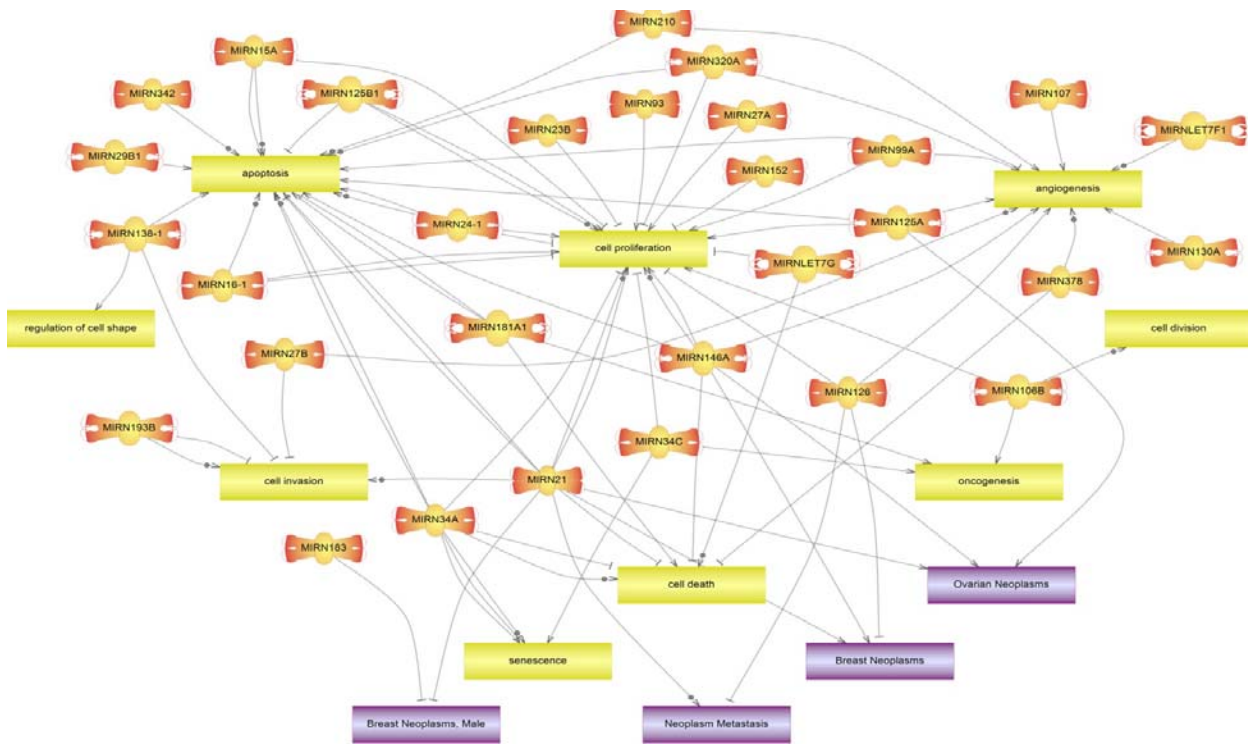 MIRN210
MIRN15A
MIRN320A
MIRN342
MIRN125B1
MIRN93
MIRN107
MIRN27A
MIRN23B
MIRNLET7F1
MIRN29B1
MIRN99A
apoptosis
MIRN152
angiogenesis
MIRN24-1
MIRN125A
MIRN138-1
cell proliferation
MIRN130A
MIRNLET7G
MIRN16-1
MIRN378
regulation of cell shape
MIRN181A1
cell division
MIRN27B
MIRN146A
MIRN126
MIRN106B
MIRN193B
MIRN34C
cell invasion
MIRN21
oncogenesis
MIRN34A
MIRN183
cell death
Ovarian Neoplasms
senescence
Breast Neoplasms
Breast Neoplasms, Male
Neoplasm Metastasis